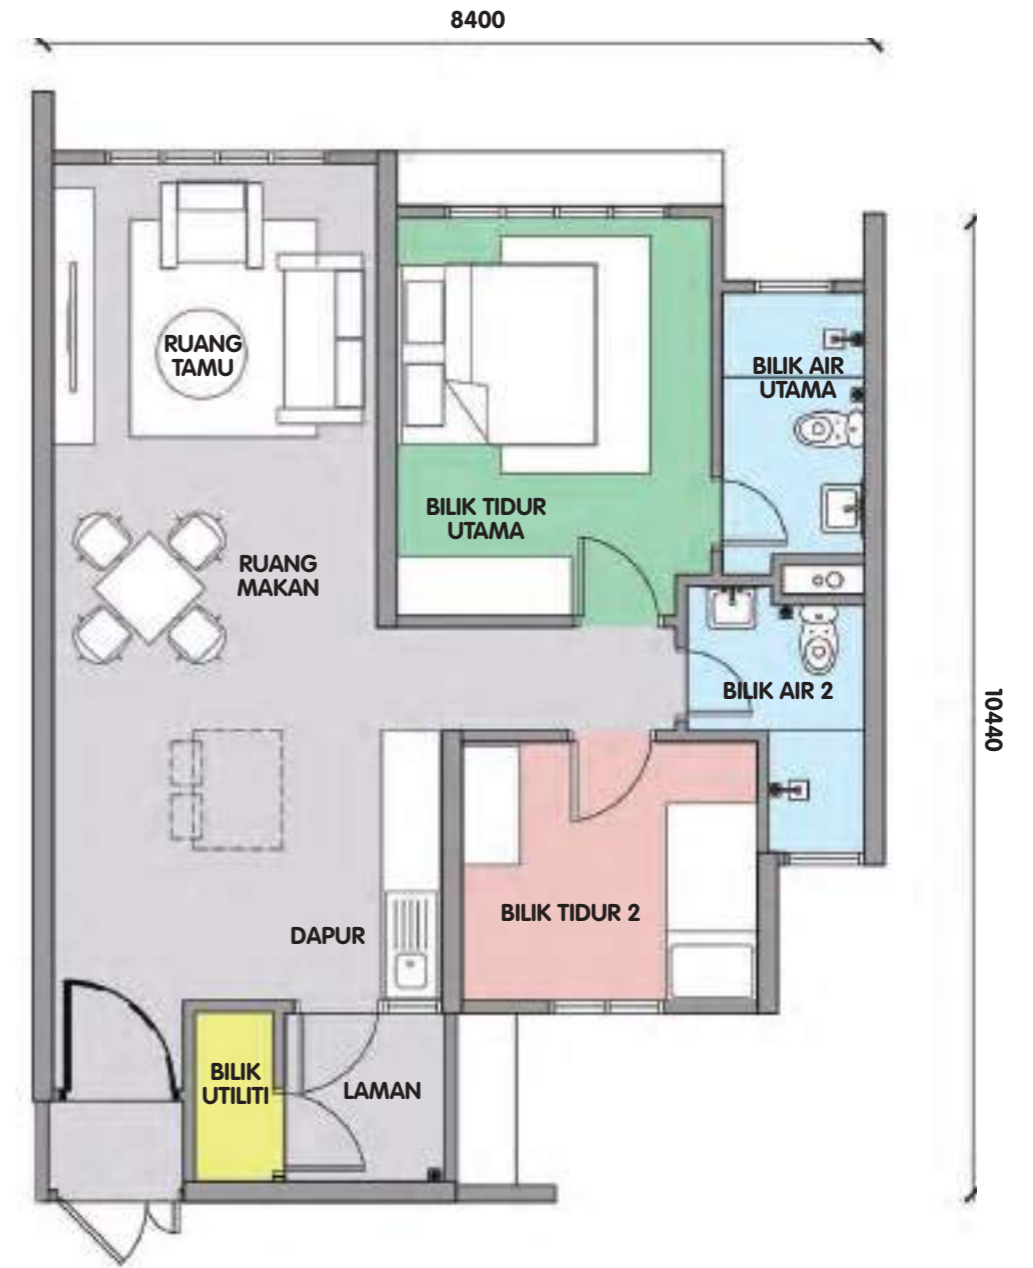 8400
RUANG
TAMU
BILIK AIR
UTAMA
BILIK TIDUR
UTAMA
RUANG
MAKAN
BILIK AIR 2
10440
BILIK TIDUR 2
DAPUR
BILIK
UTILITI
LAMAN